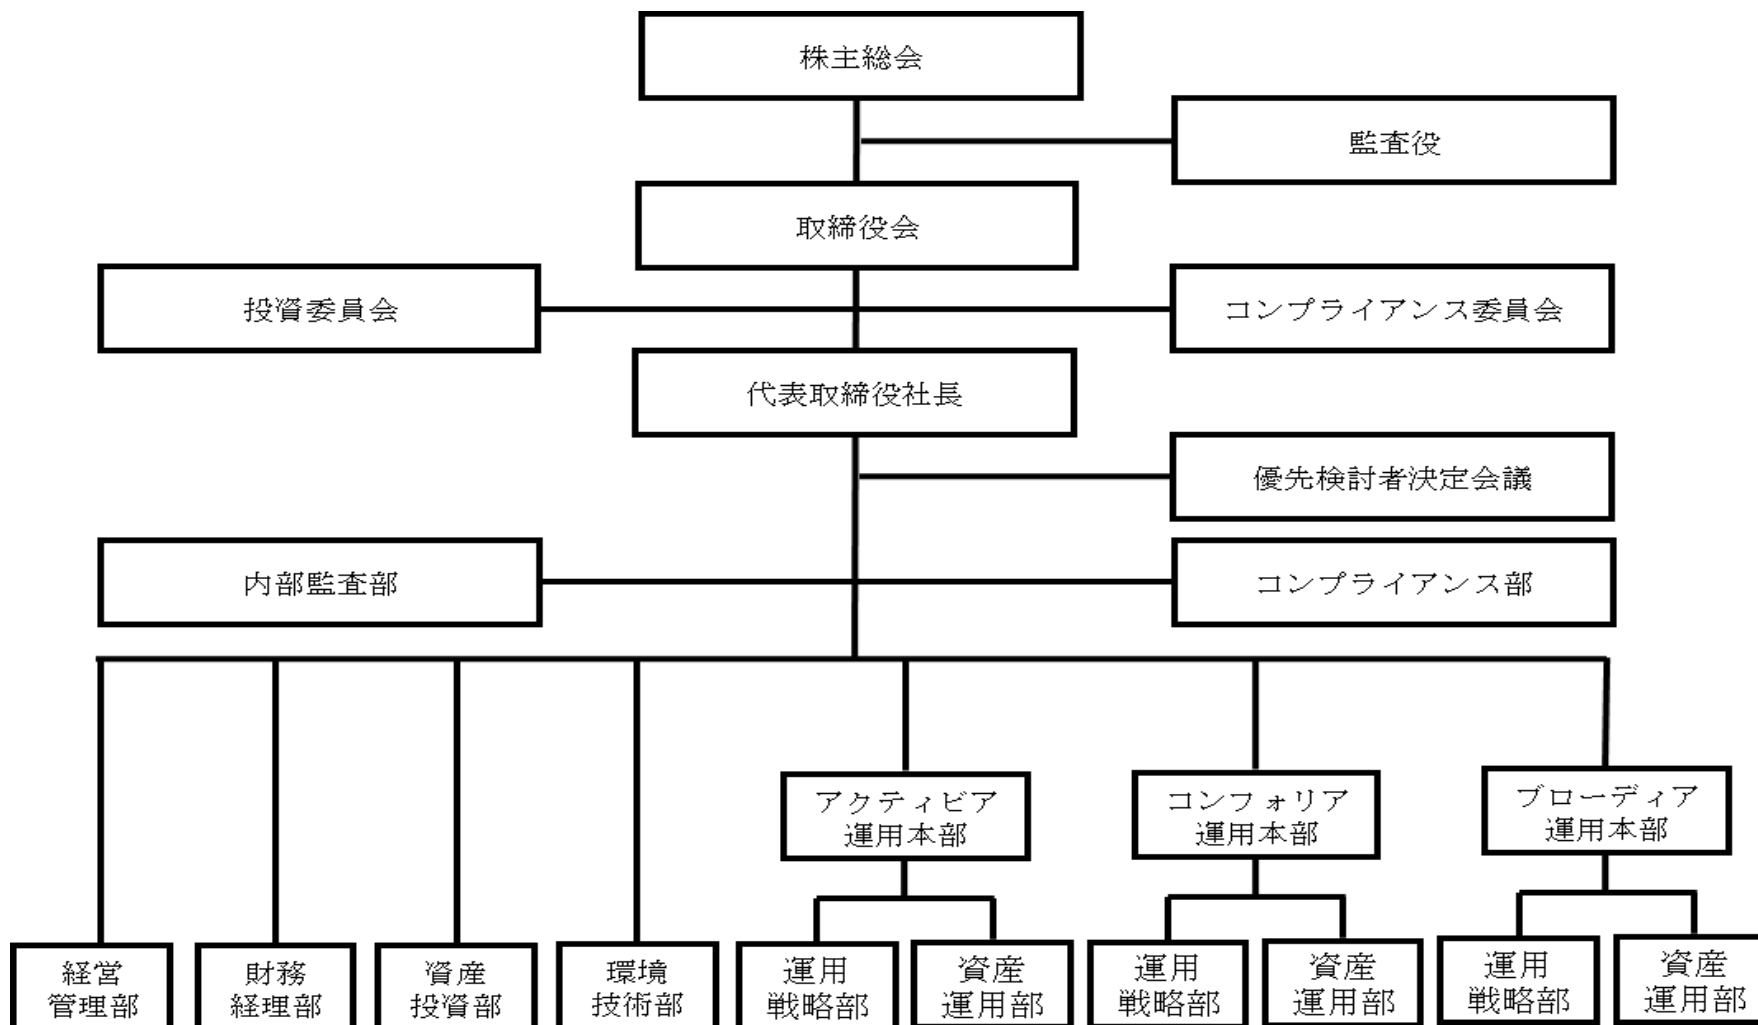 株主総会
監査役
取締役会
投資委員会
コンプライアンス委員会
代表取締役社長
優先検討者決定会議
内部監査部
コンプライアンス部
アクティビア
運用本部
コンフォリア
運用本部
ブローディア
運用本部
経営
管理部
財務
経理部
資産
投資部
環境
技術部
運用
戦略部
資産
運用部
運用
戦略部
資産
運用部
運用
戦略部
資産
運用部